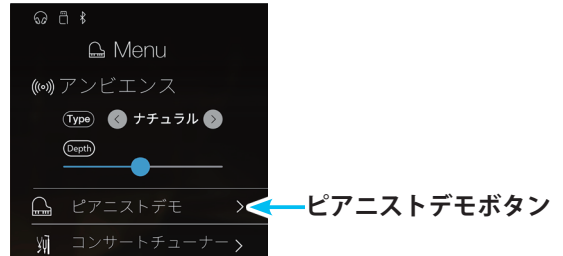 Menu
アンビエンス
Type ナチュラル
Depth
ピアニストデモ
ピアニストデモボタン
コンサートチューナー